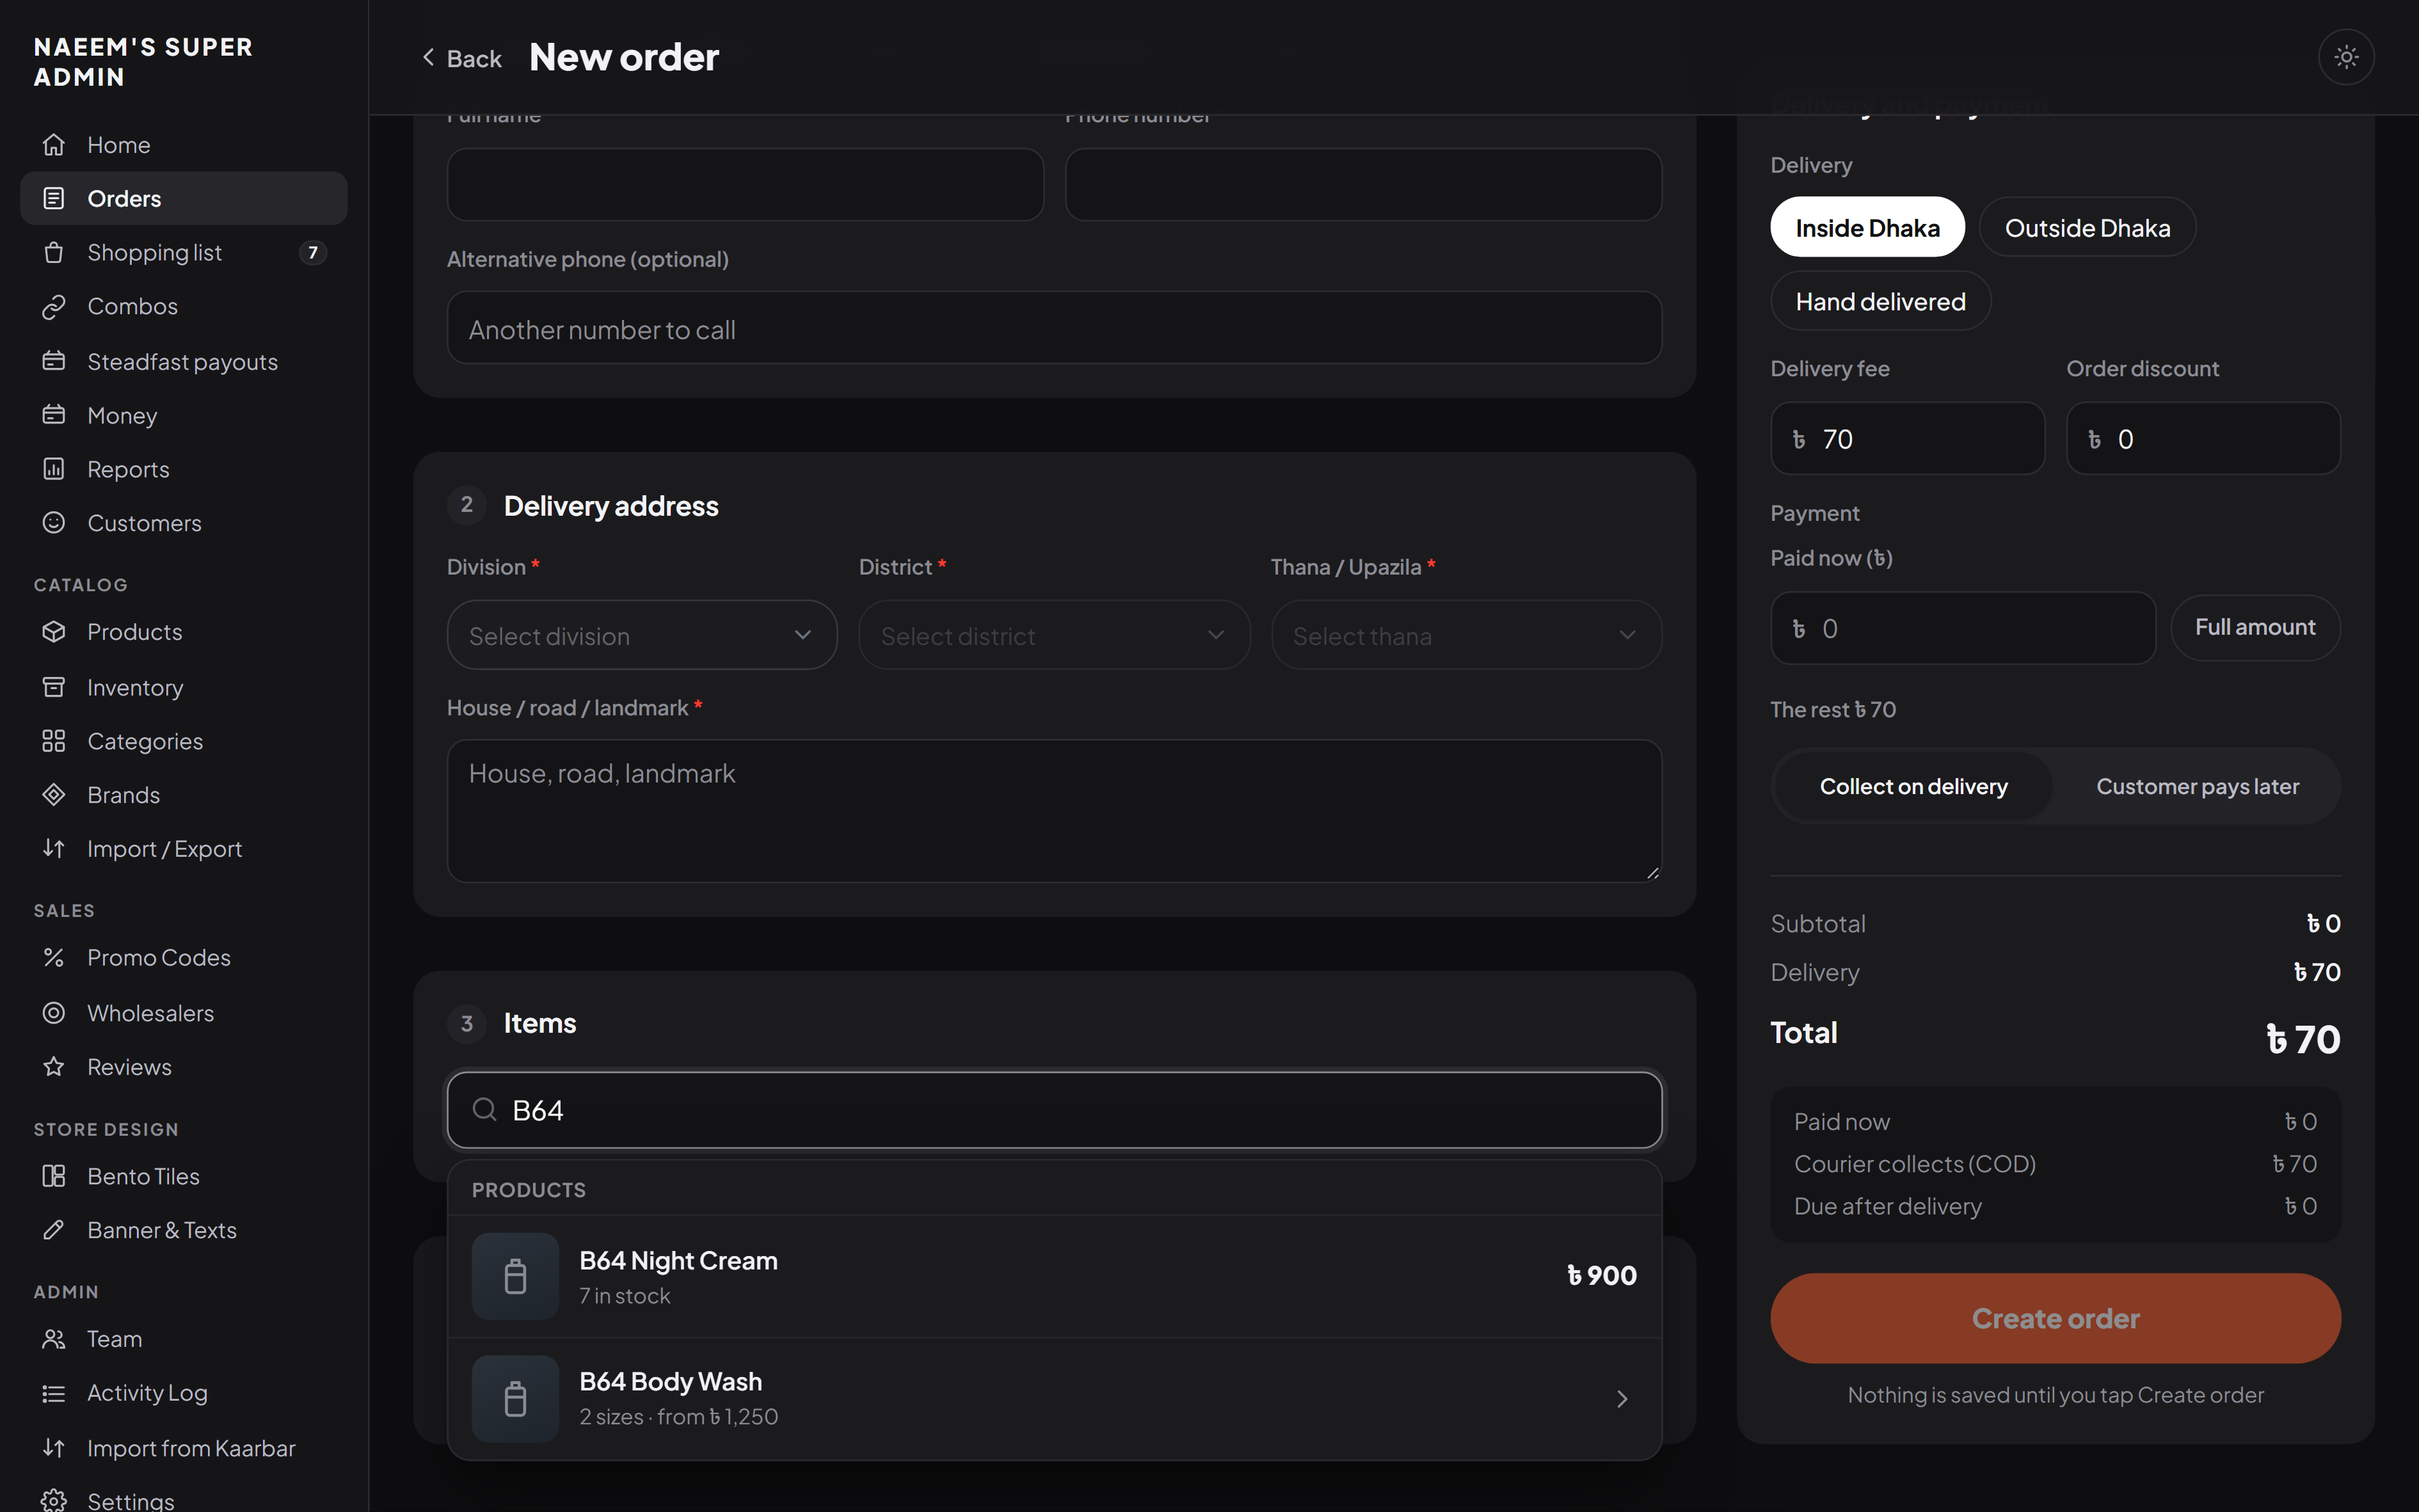 NAEEM'S SUPER
ADMIN
Home
Orders
Shopping list
7
Combos
Steadfast payouts
Money
Reports
Customers
CATALOG
Products
Inventory
Categories
Brands
Import / Export
SALES
Promo Codes
Wholesalers
Reviews
STORE DESIGN
Bento Tiles
Banner & Texts
ADMIN
Team
Activity Log
Import from Kaarbar
Settings
Back
New order
Full name
Phone number
Alternative phone (optional)
Another number to call
2
Delivery address
Division *
District *
Thana / Upazila *
Select division
Select district
Select thana
House / road / landmark *
House, road, landmark
3
Items
B64
PRODUCTS
B64 Night Cream
7 in stock
৳ 900
B64 Body Wash
2 sizes · from ৳ 1,250
Delivery and payment
Delivery
Inside Dhaka
Outside Dhaka
Hand delivered
Delivery fee
Order discount
৳ 70
৳ 0
Payment
Paid now (৳)
৳ 0
Full amount
The rest ৳ 70
Collect on delivery
Customer pays later
Subtotal
৳ 0
Delivery
৳ 70
Total
৳ 70
Paid now
৳ 0
Courier collects (COD)
৳ 70
Due after delivery
৳ 0
Create order
Nothing is saved until you tap Create order